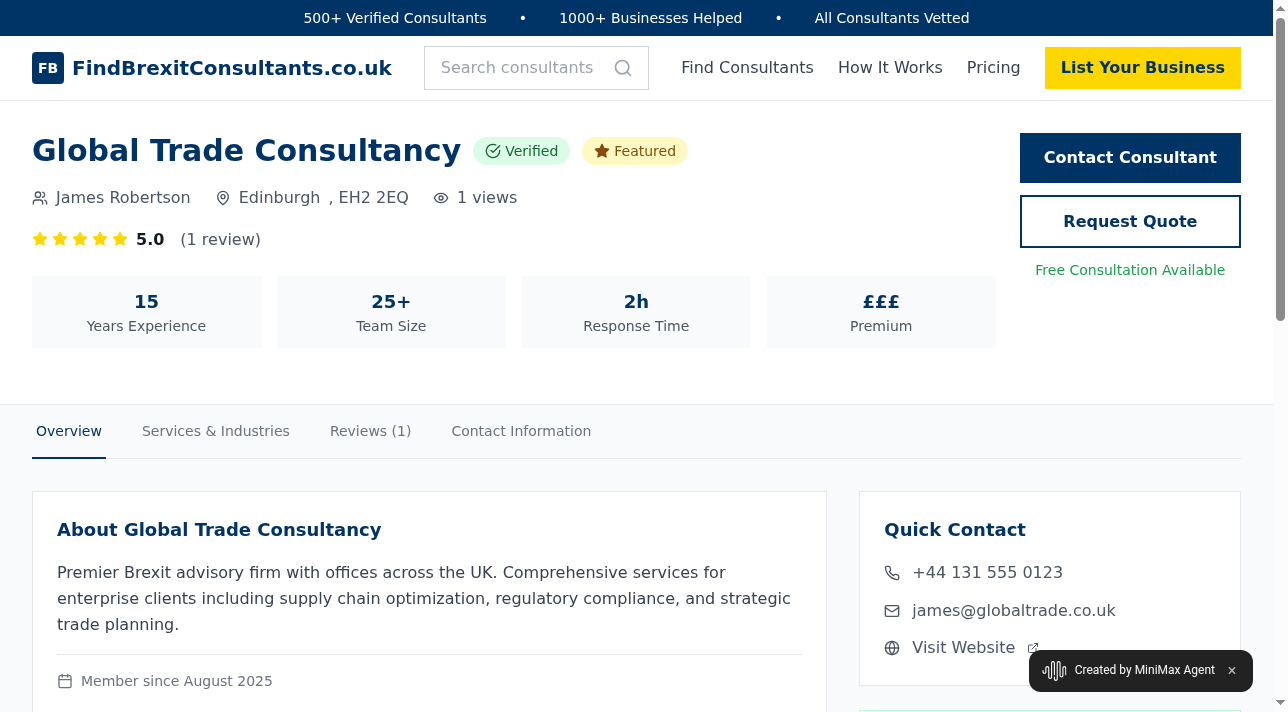 500+ Verified Consultants • 1000+ Businesses Helped • All Consultants Vetted
FB FindBrexitConsultants.co.uk Search consultants Find Consultants How It Works Pricing List Your Business
Global Trade Consultancy Verified Featured
Contact Consultant
James Robertson Edinburgh , EH2 2EQ 1 views
Request Quote
5.0 (1 review)
Free Consultation Available
15 25+ 2h £££
Years Experience Team Size Response Time Premium
Overview Services & Industries Reviews (1) Contact Information
About Global Trade Consultancy
Premier Brexit advisory firm with offices across the UK. Comprehensive services for
enterprise clients including supply chain optimization, regulatory compliance, and strategic
trade planning.
Member since August 2025
Quick Contact
+44 131 555 0123
james@globaltrade.co.uk
Visit Website
Created by MiniMax Agent ×